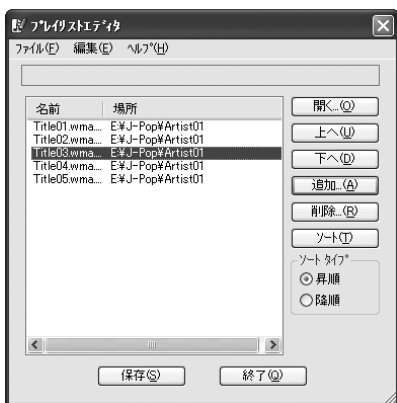 プレイリストエディタ
ファイル(F) 編集(E) ヘルプ(H)
名前 場所
Title01.wma... E:¥J-Pop¥Artist01
Title02.wma... E:¥J-Pop¥Artist01
Title03.wma... E:¥J-Pop¥Artist01
Title04.wma... E:¥J-Pop¥Artist01
Title05.wma... E:¥J-Pop¥Artist01
開く...(O)
上へ(U)
下へ(D)
追加...(A)
削除...(R)
ソート(T)
ソート タイプ
昇順
降順
保存(S) 終了(Q)